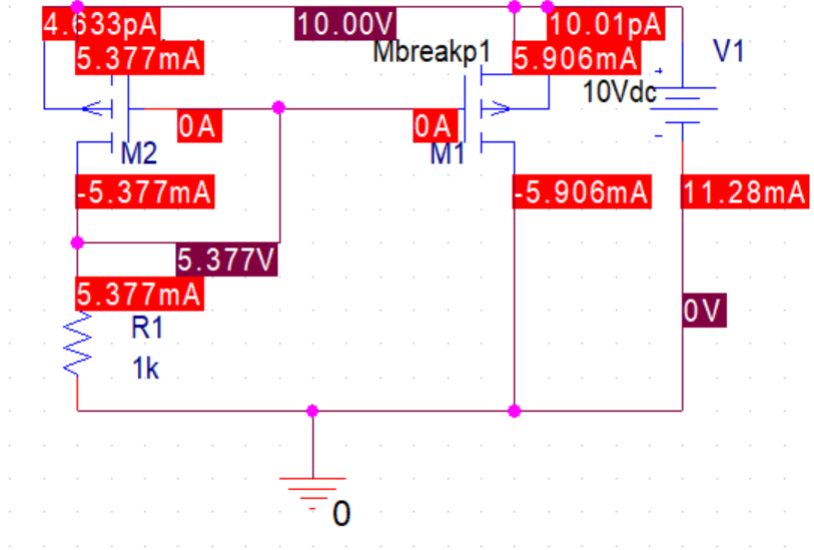 4.633pA
10.00V
10.01pA
5.377mA
Mbreakp1
5.906mA
V1
+
10Vdc
0A
0A
-
M2
M1
-5.377mA
-5.906mA
11.28mA
5.377V
5.377mA
0V
R1
1k
0